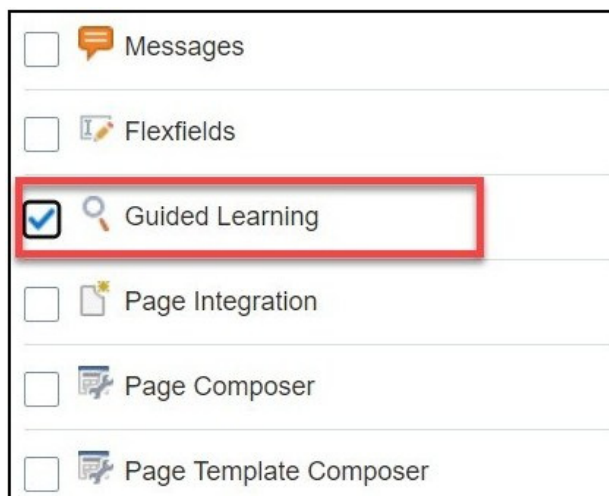 Messages
Flexfields
Guided Learning
Page Integration
Page Composer
Page Template Composer